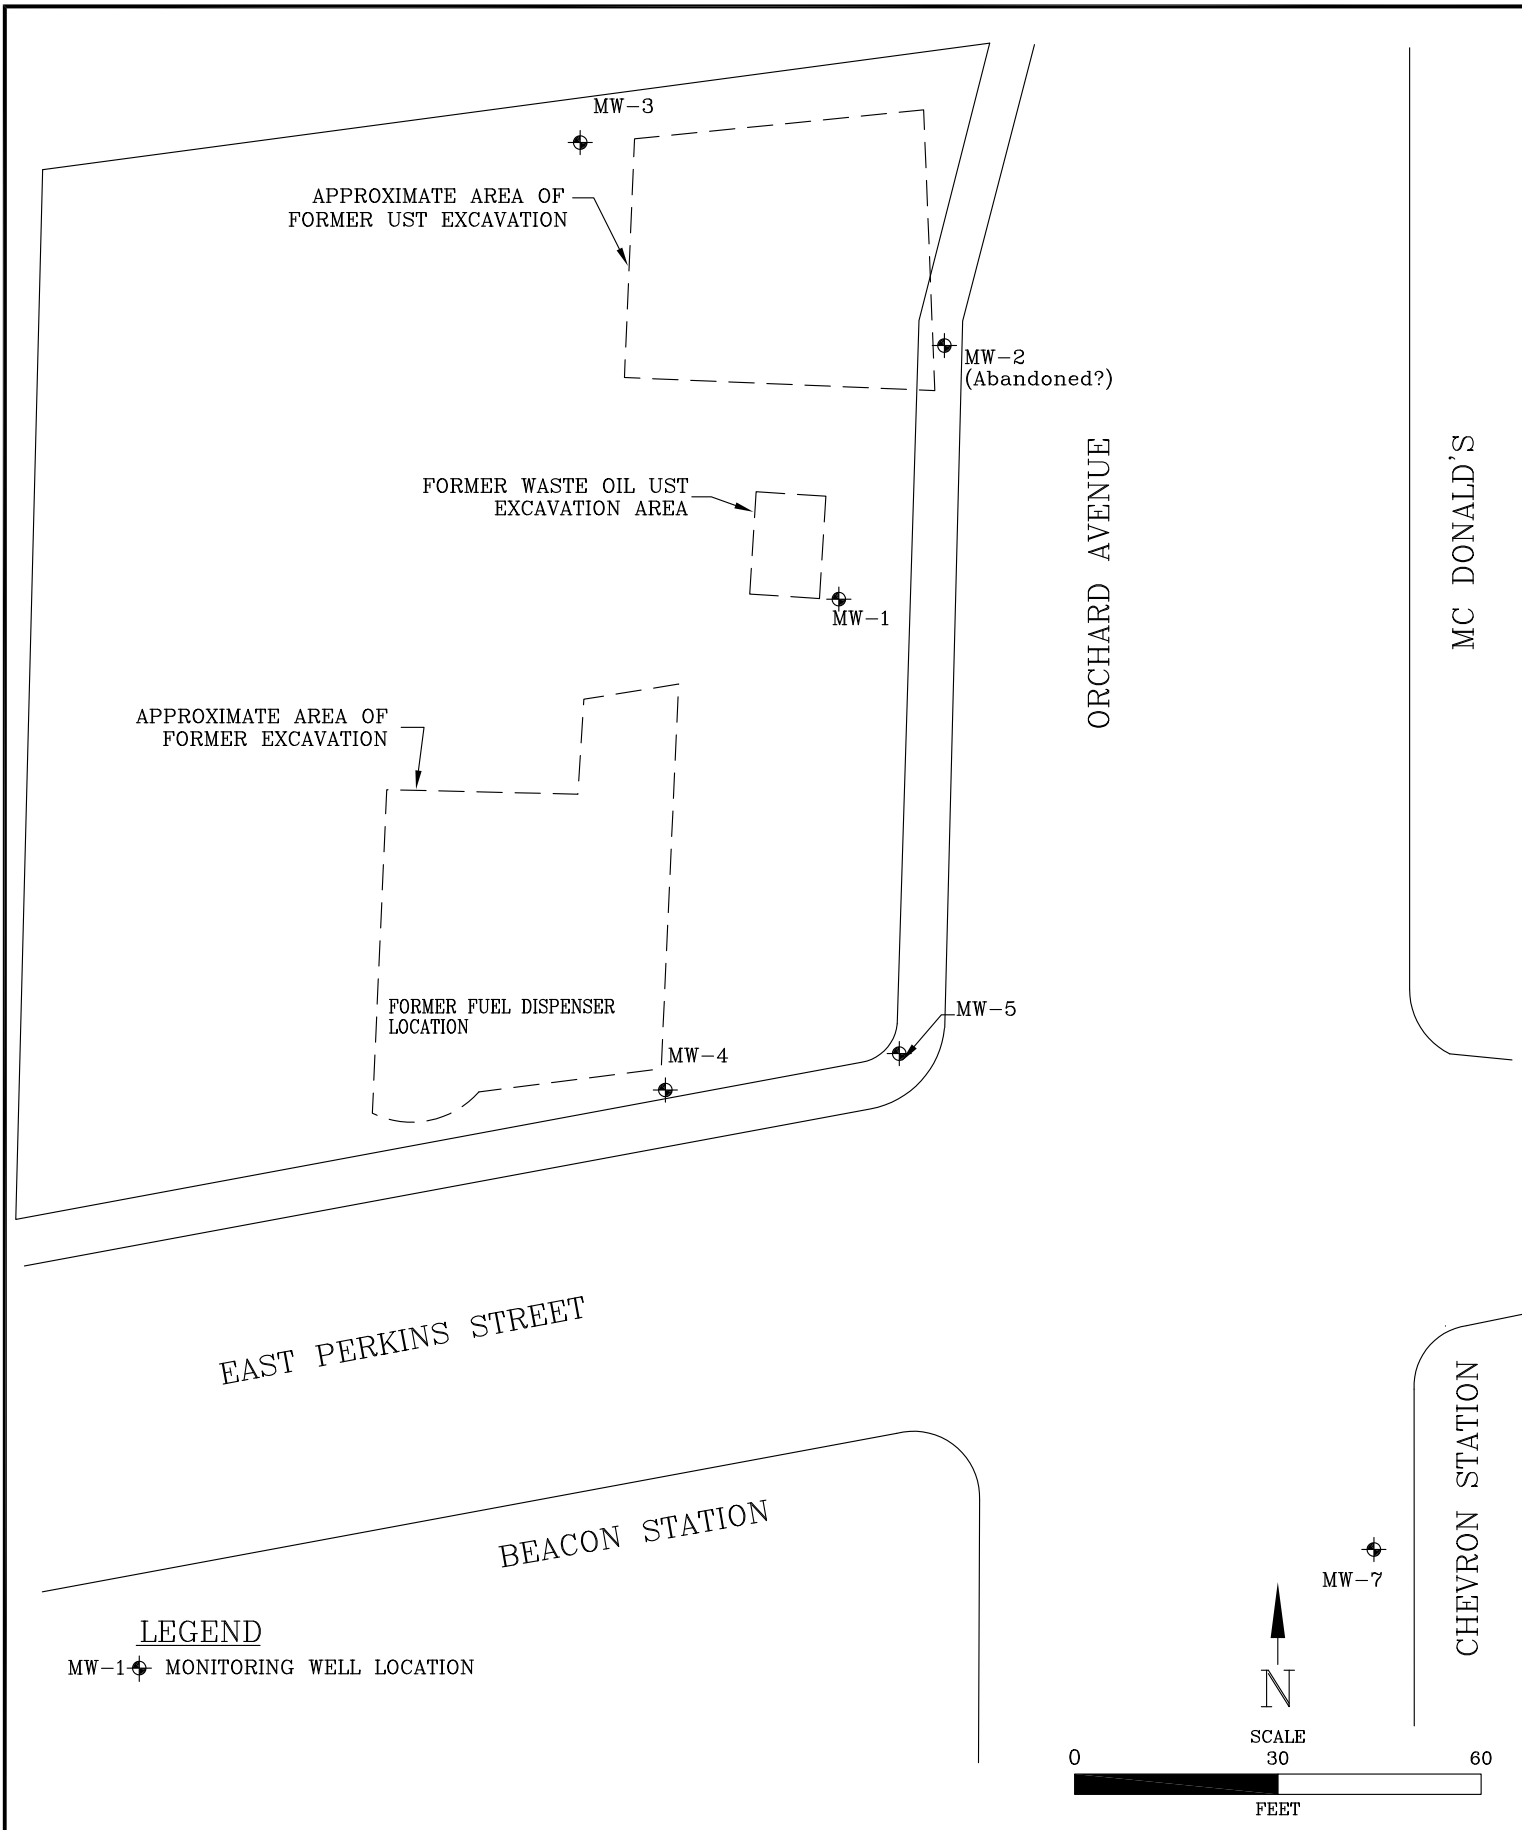 MW-3
APPROXIMATE AREA OF
FORMER UST EXCAVATION
MW-2
(Abandoned?)
FORMER WASTE OIL UST
EXCAVATION AREA
MW-1
ORCHARD AVENUE
MC DONALD'S
APPROXIMATE AREA OF
FORMER EXCAVATION
FORMER FUEL DISPENSER
LOCATION
MW-5
MW-4
EAST PERKINS STREET
BEACON STATION
CHEVRON STATION
MW-7
LEGEND
MW-1 MONITORING WELL LOCATION
N
SCALE
0 30 60
FEET